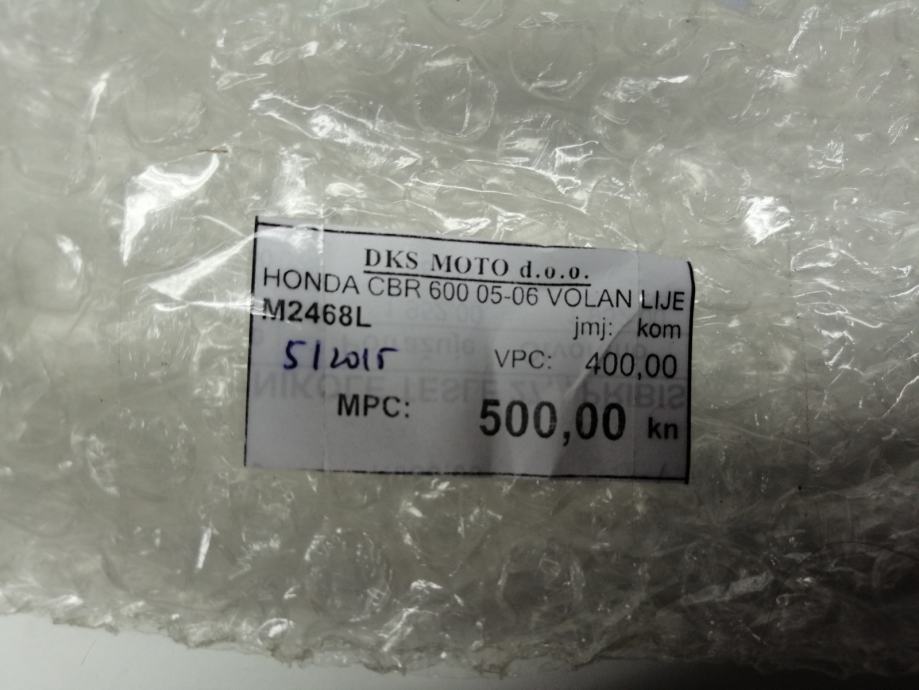 DKS MOTO d.o.o.
HONDA CBR 600 05-06 VOLAN LIJE
M2468L
jmj: kom
5/2015
VPC: 400,00
MPC: 500,00 kn